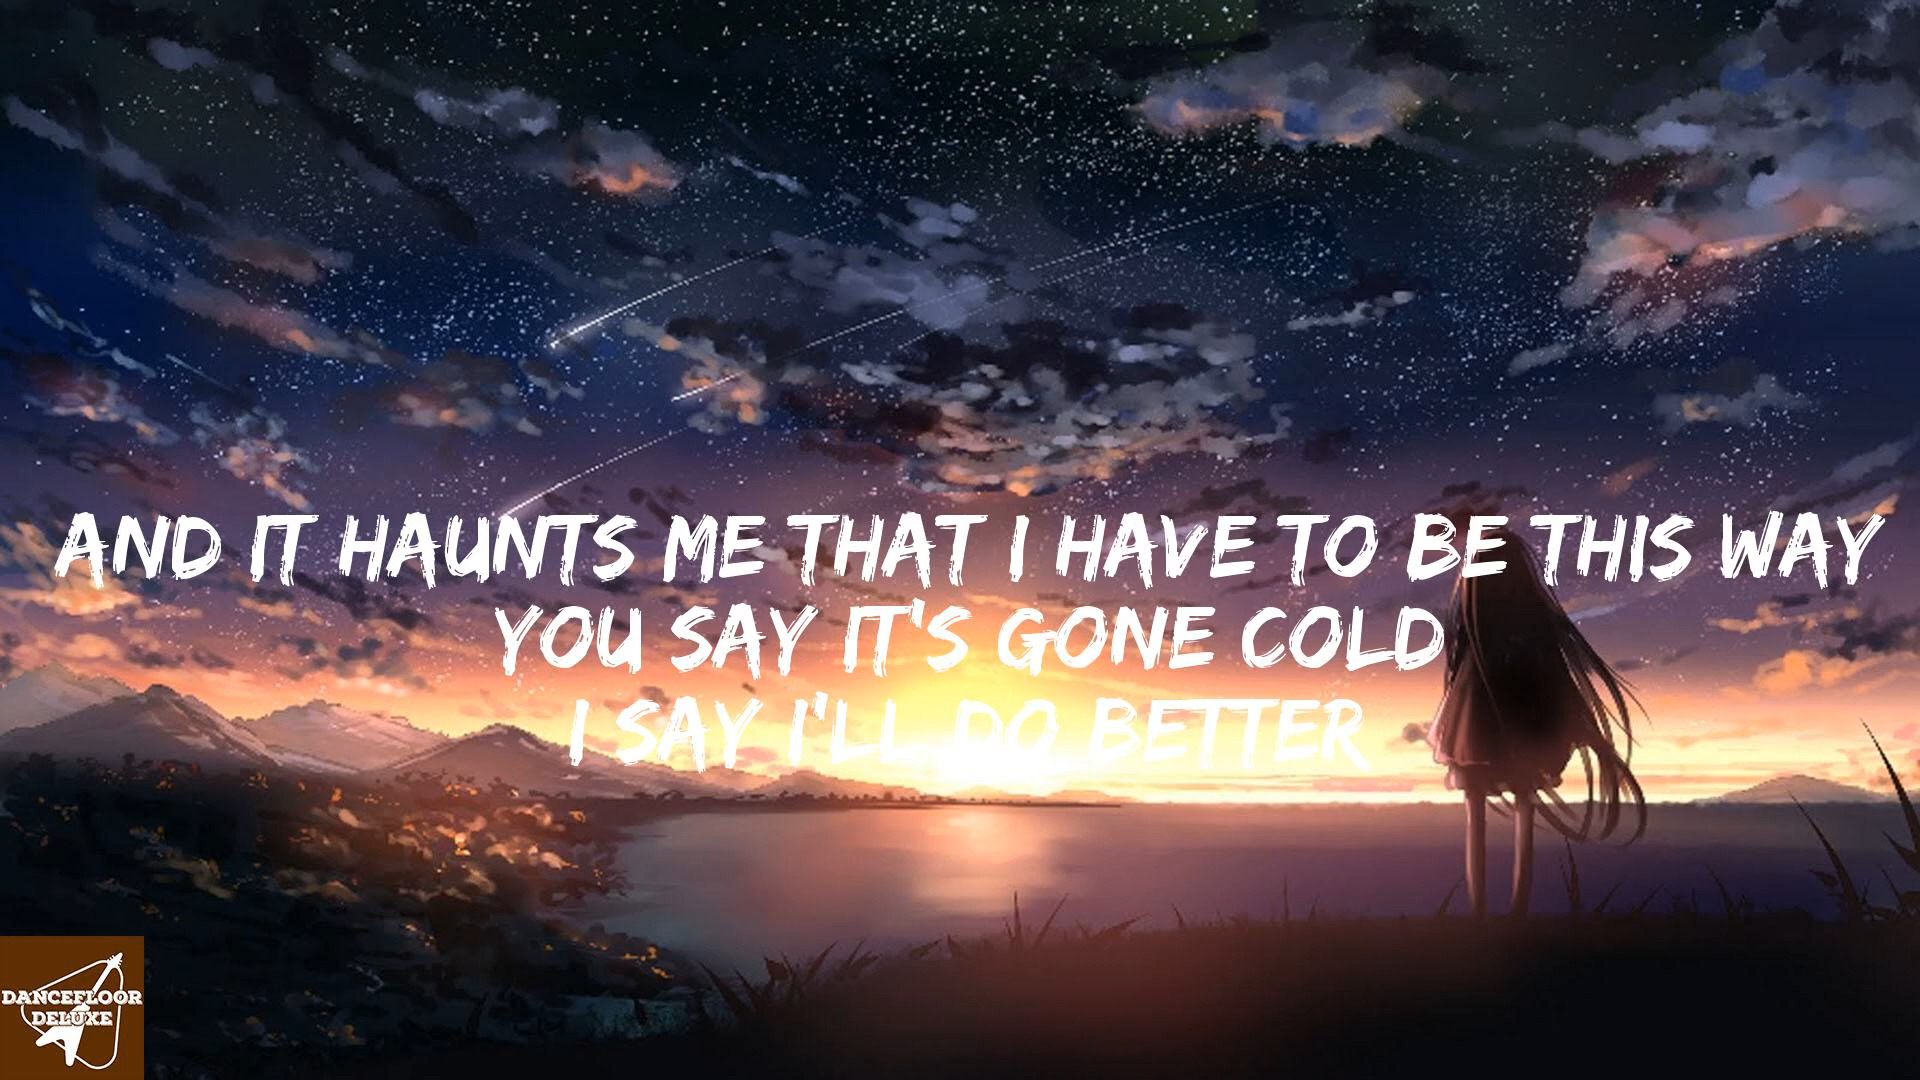 AND IT HAUNTS ME THAT I HAVE TO BE THIS WAY
YOU SAY IT'S GONE COLD
I SAY I'LL DO BETTER
DANCEFLOOR
DELUXE